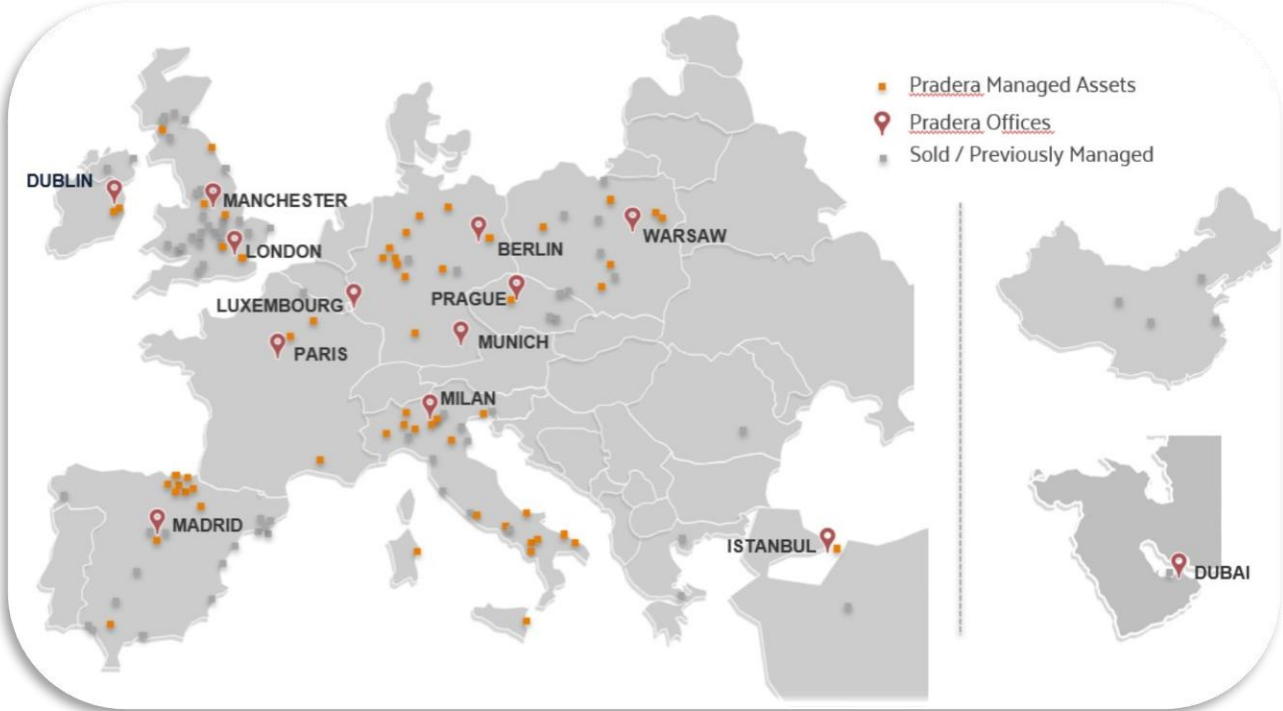 Pradera Managed Assets
Pradera Offices
Sold / Previously Managed
DUBLIN
MANCHESTER
LONDON
BERLIN
WARSAW
LUXEMBOURG
PRAGUE
PARIS
MUNICH
MILAN
MADRID
ISTANBUL
DUBAI